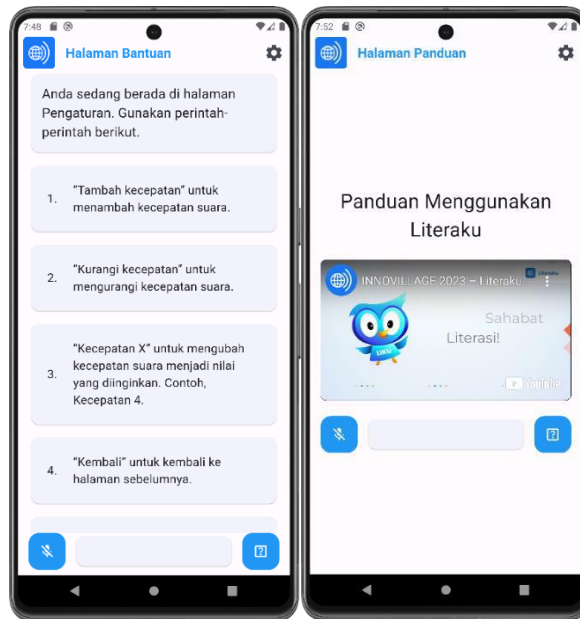 7:48
Halaman Bantuan
Anda sedang berada di halaman
Pengaturan. Gunakan perintah-
perintah berikut.
1. "Tambah kecepatan" untuk
menambah kecepatan suara.
2. "Kurangi kecepatan" untuk
mengurangi kecepatan suara.
3. "Kecepatan X" untuk mengubah
kecepatan suara menjadi nilai
yang diinginkan. Contoh,
Kecepatan 4.
4. "Kembali" untuk kembali ke
halaman sebelumnya.
7:52
Halaman Panduan
Panduan Menggunakan
Literaku
INNOVILLAGE 2023 – Literaku
Literaku
Sahabat
Literasi!
UKU
YouTube